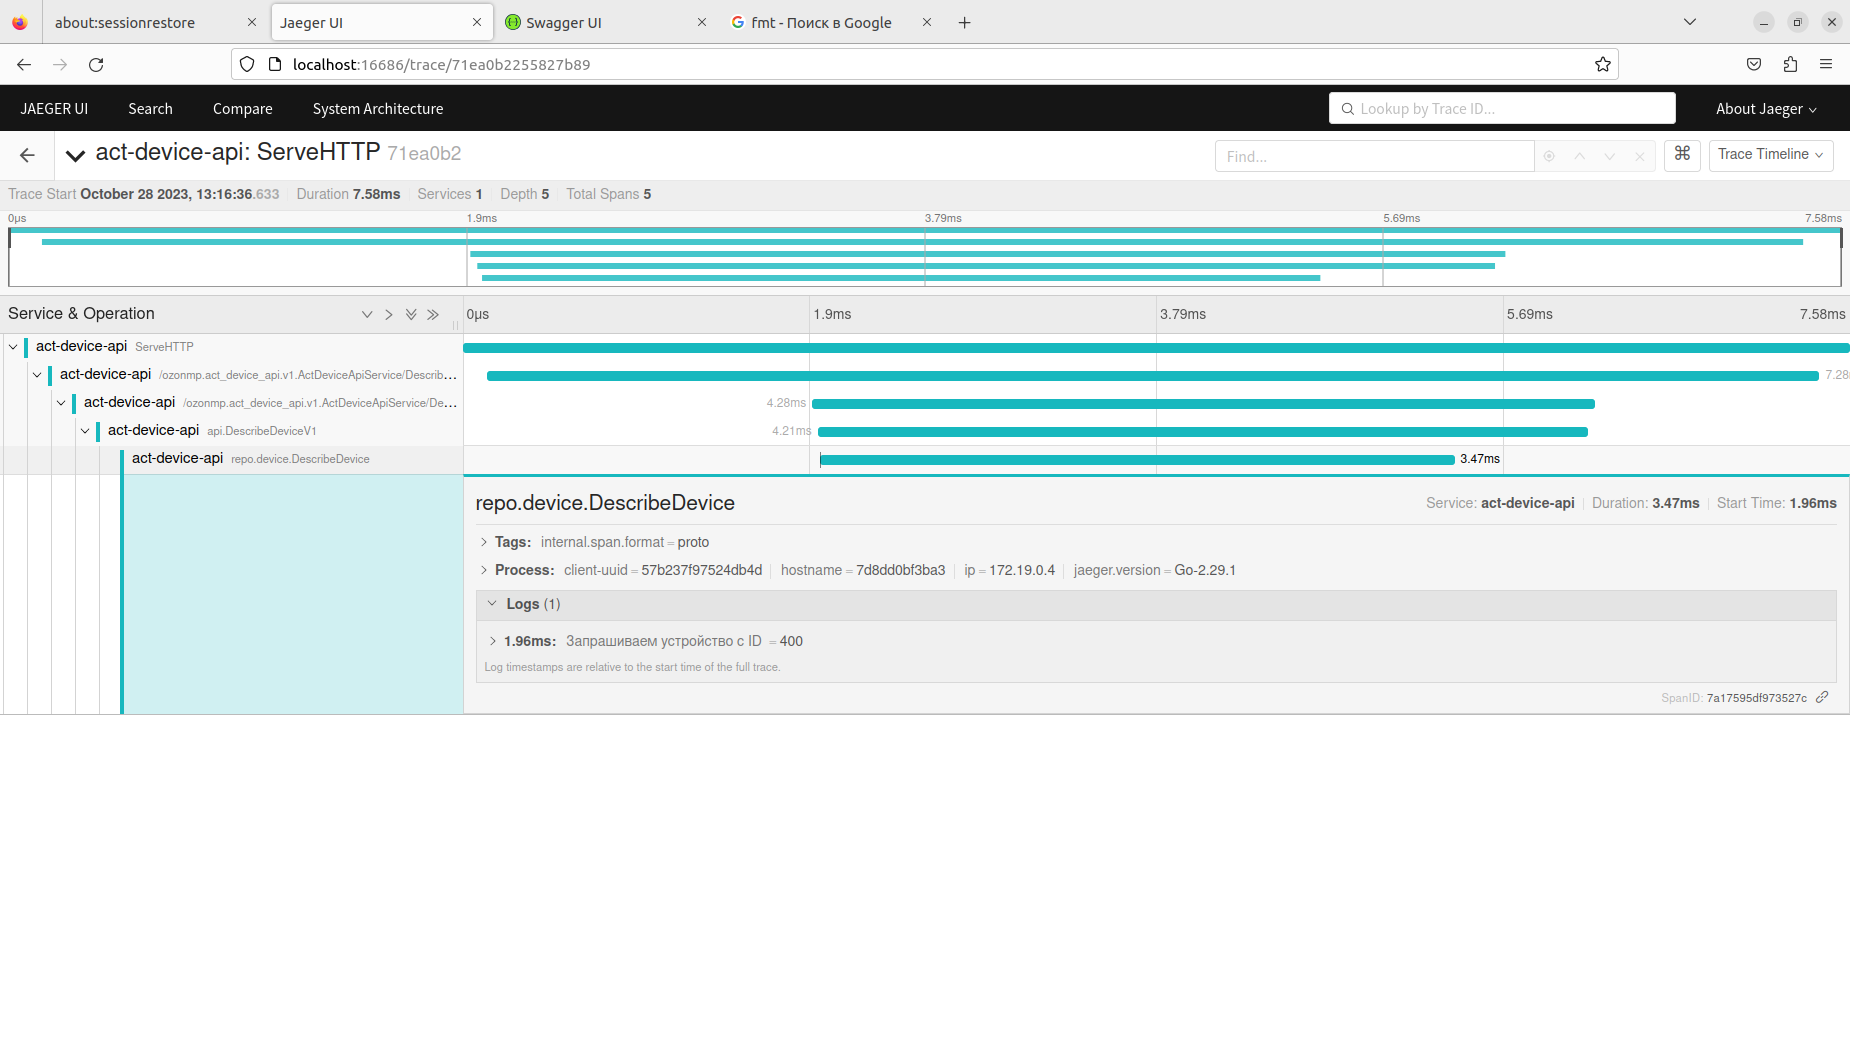 about:sessionrestore
Jaeger UI
Swagger UI
fmt - Поиск в Google
localhost:16686/trace/71ea0b2255827b89
JAEGER UI Search Compare System Architecture Lookup by Trace ID... About Jaeger
act-device-api: ServeHTTP 71ea0b2 Find... ⌘ Trace Timeline
Trace Start October 28 2023, 13:16:36.633 Duration 7.58ms Services 1 Depth 5 Total Spans 5
0μs 1.9ms 3.79ms 5.69ms 7.58ms
Service & Operation 0μs 1.9ms 3.79ms 5.69ms 7.58ms
act-device-api ServeHTTP
act-device-api /ozonmp.act_device_api.v1.ActDeviceApiService/Describ... 7.28
act-device-api /ozonmp.act_device_api.v1.ActDeviceApiService/De... 4.28ms
act-device-api api.DescribeDeviceV1 4.21ms
act-device-api repo.device.DescribeDevice 3.47ms
repo.device.DescribeDevice Service: act-device-api Duration: 3.47ms Start Time: 1.96ms
Tags: internal.span.format = proto
Process: client-uuid = 57b237f97524db4d hostname = 7d8dd0bf3ba3 ip = 172.19.0.4 jaeger.version = Go-2.29.1
Logs (1)
1.96ms: Запрашиваем устройство с ID = 400
Log timestamps are relative to the start time of the full trace.
SpanID: 7a17595df973527c